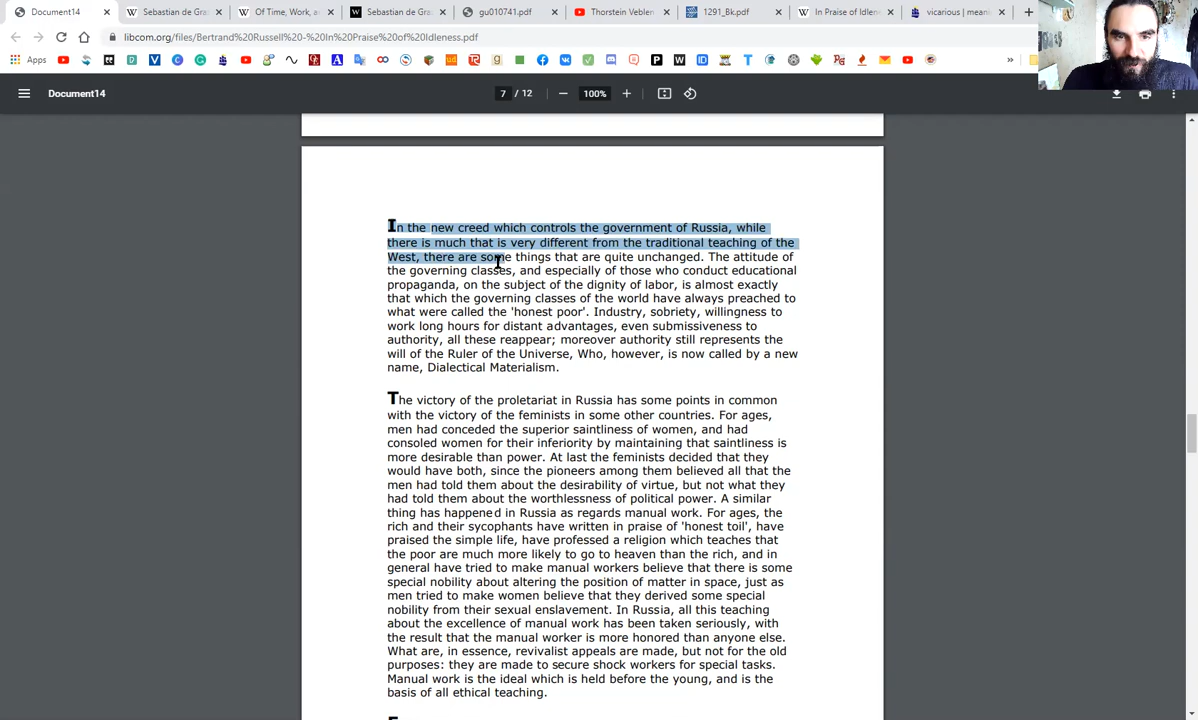 Document14
Sebastian de Gra
Of Time, Work, a
Sebastian de Gra
gu010741.pdf
Thorstein Veblen
1291_Bk.pdf
In Praise of Idlene
vicarious | meani
libcom.org/files/Bertrand%20Russell%20-%20In%20Praise%20of%20Idleness.pdf
Apps
Document14
7 / 12
100%
In the new creed which controls the government of Russia, while
there is much that is very different from the traditional teaching of the
West, there are some things that are quite unchanged. The attitude of
the governing classes, and especially of those who conduct educational
propaganda, on the subject of the dignity of labor, is almost exactly
that which the governing classes of the world have always preached to
what were called the 'honest poor'. Industry, sobriety, willingness to
work long hours for distant advantages, even submissiveness to
authority, all these reappear; moreover authority still represents the
will of the Ruler of the Universe, Who, however, is now called by a new
name, Dialectical Materialism.
The victory of the proletariat in Russia has some points in common
with the victory of the feminists in some other countries. For ages,
men had conceded the superior saintliness of women, and had
consoled women for their inferiority by maintaining that saintliness is
more desirable than power. At last the feminists decided that they
would have both, since the pioneers among them believed all that the
men had told them about the desirability of virtue, but not what they
had told them about the worthlessness of political power. A similar
thing has happened in Russia as regards manual work. For ages, the
rich and their sycophants have written in praise of 'honest toil', have
praised the simple life, have professed a religion which teaches that
the poor are much more likely to go to heaven than the rich, and in
general have tried to make manual workers believe that there is some
special nobility about altering the position of matter in space, just as
men tried to make women believe that they derived some special
nobility from their sexual enslavement. In Russia, all this teaching
about the excellence of manual work has been taken seriously, with
the result that the manual worker is more honored than anyone else.
What are, in essence, revivalist appeals are made, but not for the old
purposes: they are made to secure shock workers for special tasks.
Manual work is the ideal which is held before the young, and is the
basis of all ethical teaching.